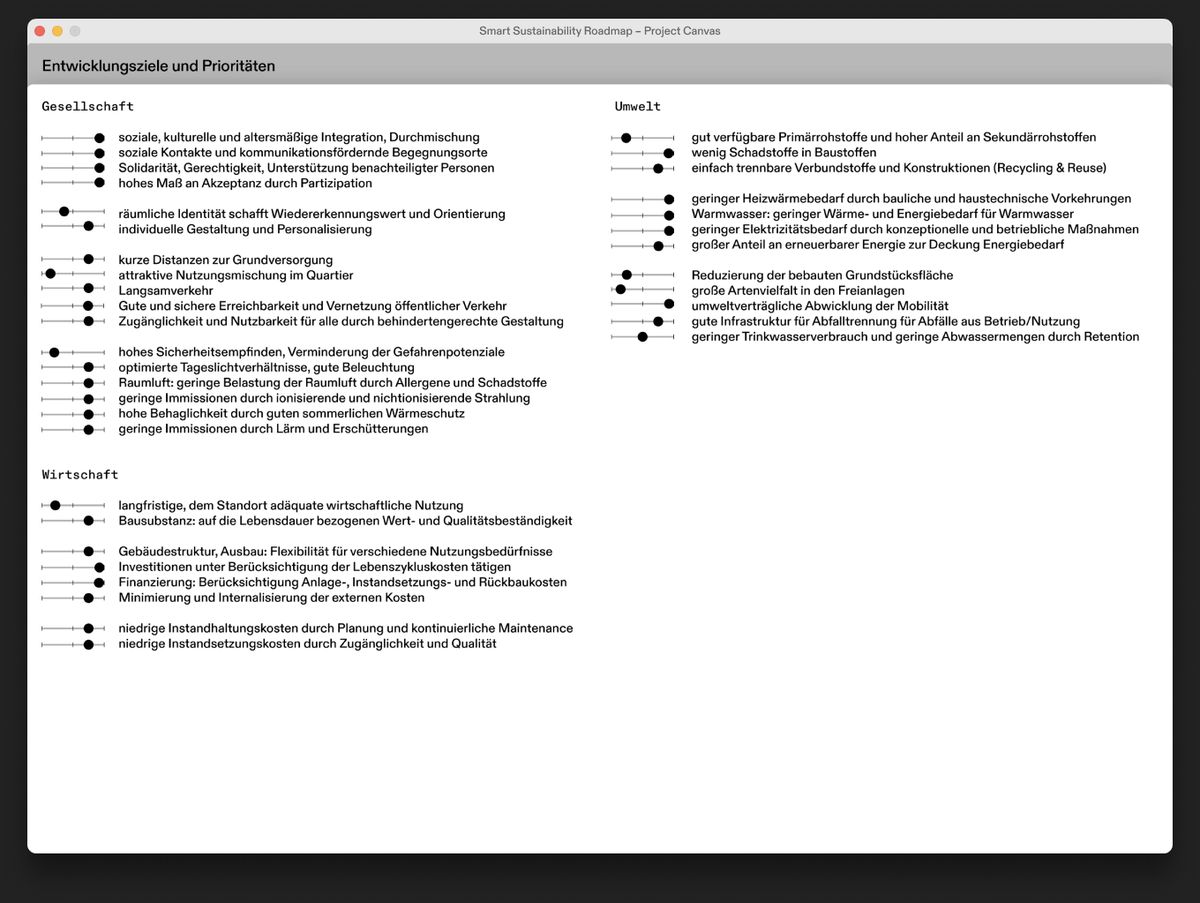 Smart Sustainability Roadmap – Project Canvas
Entwicklungsziele und Prioritäten
Gesellschaft
soziale, kulturelle und altersmäßige Integration, Durchmischung
soziale Kontakte und kommunikationsfördernde Begegnungsorte
Solidarität, Gerechtigkeit, Unterstützung benachteiligter Personen
hohes Maß an Akzeptanz durch Partizipation
räumliche Identität schafft Wiedererkennungswert und Orientierung
individuelle Gestaltung und Personalisierung
kurze Distanzen zur Grundversorgung
attraktive Nutzungsmischung im Quartier
Langsamverkehr
Gute und sichere Erreichbarkeit und Vernetzung öffentlicher Verkehr
Zugänglichkeit und Nutzbarkeit für alle durch behindertengerechte Gestaltung
hohes Sicherheitsempfinden, Verminderung der Gefahrenpotenziale
optimierte Tageslichtverhältnisse, gute Beleuchtung
Raumluft: geringe Belastung der Raumluft durch Allergene und Schadstoffe
geringe Immissionen durch ionisierende und nichtionisierende Strahlung
hohe Behaglichkeit durch guten sommerlichen Wärmeschutz
geringe Immissionen durch Lärm und Erschütterungen
Wirtschaft
langfristige, dem Standort adäquate wirtschaftliche Nutzung
Bausubstanz: auf die Lebensdauer bezogenen Wert- und Qualitätsbeständigkeit
Gebäudestruktur, Ausbau: Flexibilität für verschiedene Nutzungsbedürfnisse
Investitionen unter Berücksichtigung der Lebenszykluskosten tätigen
Finanzierung: Berücksichtigung Anlage-, Instandsetzungs- und Rückbaukosten
Minimierung und Internalisierung der externen Kosten
niedrige Instandhaltungskosten durch Planung und kontinuierliche Maintenance
niedrige Instandsetzungskosten durch Zugänglichkeit und Qualität
Umwelt
gut verfügbare Primärrohstoffe und hoher Anteil an Sekundärrohstoffen
wenig Schadstoffe in Baustoffen
einfach trennbare Verbundstoffe und Konstruktionen (Recycling & Reuse)
geringer Heizwärmebedarf durch bauliche und haustechnische Vorkehrungen
Warmwasser: geringer Wärme- und Energiebedarf für Warmwasser
geringer Elektrizitätsbedarf durch konzeptionelle und betriebliche Maßnahmen
großer Anteil an erneuerbarer Energie zur Deckung Energiebedarf
Reduzierung der bebauten Grundstücksfläche
große Artenvielfalt in den Freianlagen
umweltverträgliche Abwicklung der Mobilität
gute Infrastruktur für Abfalltrennung für Abfälle aus Betrieb/Nutzung
geringer Trinkwasserverbrauch und geringe Abwassermengen durch Retention